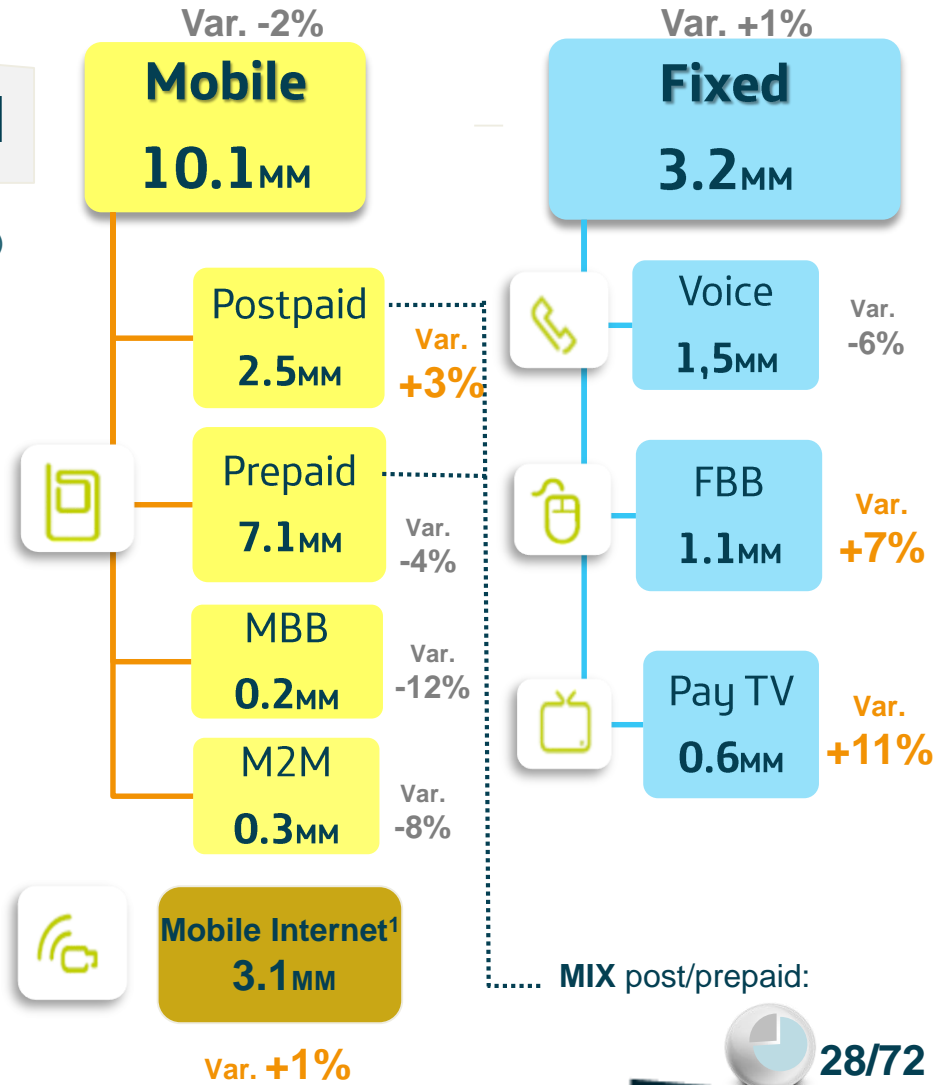 Var. -2%
Mobile
10.1MM
Postpaid
2.5MM
Var.
+3%
Prepaid
7.1MM
Var.
-4%
MBB
0.2MM
Var.
-12%
M2M
0.3MM
Var.
-8%
Mobile Internet¹
3.1MM
Var. +1%
Var. +1%
Fixed
3.2MM
Voice
1,5MM
Var.
-6%
FBB
1.1MM
Var.
+7%
Pay TV
0.6MM
Var.
+11%
MIX post/prepaid:
28/72